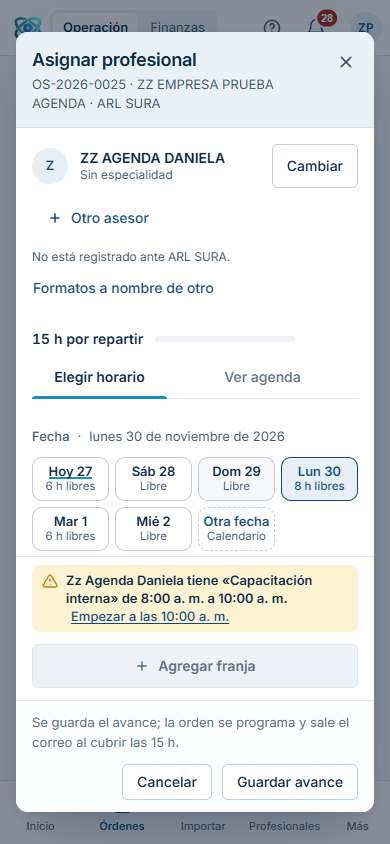 Operación
Finanzas
28
ZP
Asignar profesional
OS-2026-0025 · ZZ EMPRESA PRUEBA
AGENDA · ARL SURA
Z
ZZ AGENDA DANIELA
Sin especialidad
Cambiar
+ Otro asesor
No está registrado ante ARL SURA.
Formatos a nombre de otro
15 h por repartir
Elegir horario
Ver agenda
Fecha · lunes 30 de noviembre de 2026
Hoy 27
6 h libres
Sáb 28
Libre
Dom 29
Libre
Lun 30
8 h libres
Mar 1
6 h libres
Mié 2
Libre
Otra fecha
Calendario
Zz Agenda Daniela tiene «Capacitación
interna» de 8:00 a. m. a 10:00 a. m.
Empezar a las 10:00 a. m.
+ Agregar franja
Se guarda el avance; la orden se programa y sale el
correo al cubrir las 15 h.
Cancelar
Guardar avance
Inicio
Órdenes
Importar
Profesionales
Más